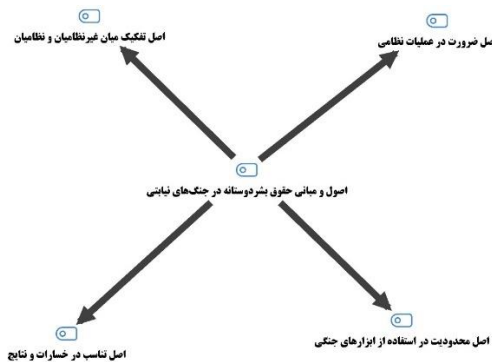 صل ضرورت در عملیات نظامی
اصل تفکیک میان غیرنظامیان و نظامیان
اصول و مبانی حقوق بشردوستانه در جنگ‌های نیابتی
اصل محدودیت در استفاده از ابزارهای جنگی
اصل تناسب در خسارات و نتایج